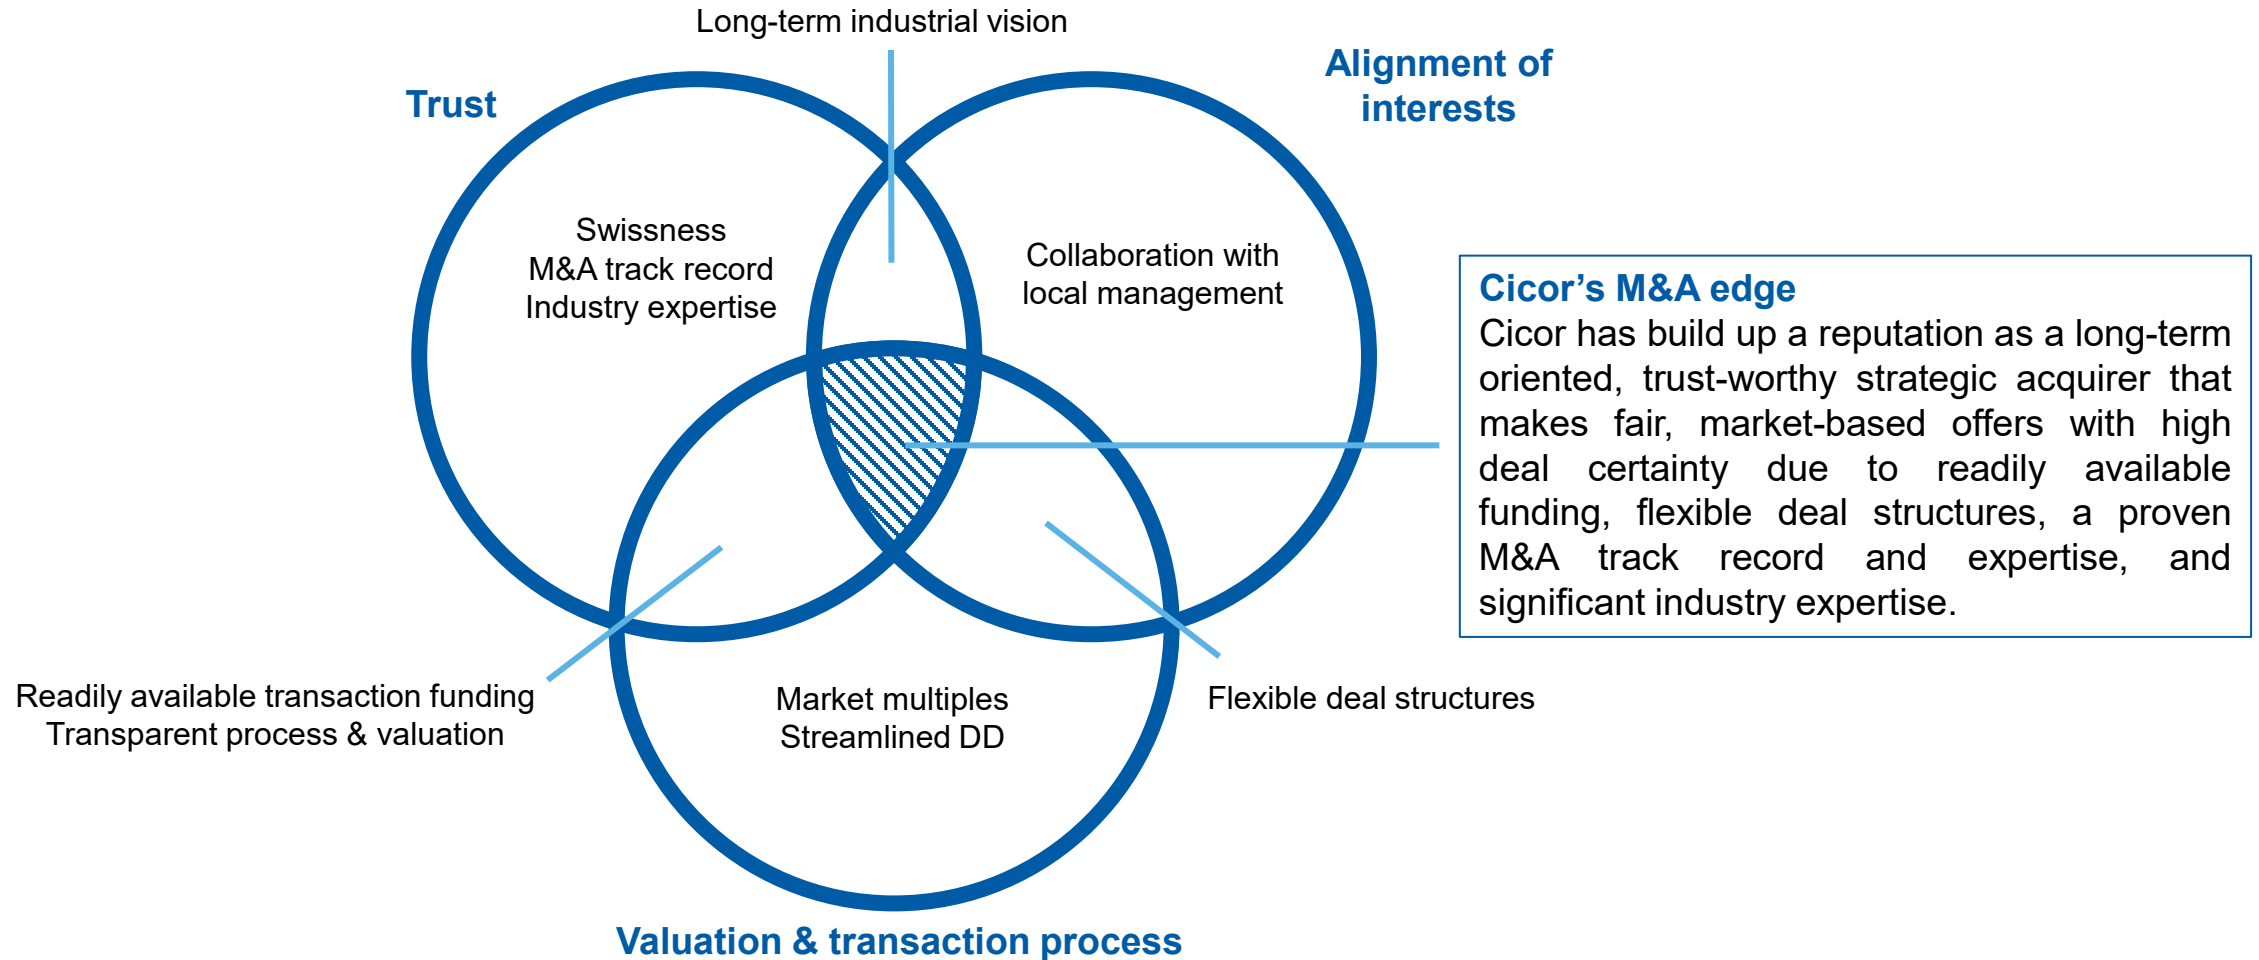 Long-term industrial vision
Trust
Alignment of
interests
Swissness
M&A track record
Industry expertise
Collaboration with
local management
Cicor’s M&A edge
Cicor has build up a reputation as a long-term
oriented, trust-worthy strategic acquirer that
makes fair, market-based offers with high
deal certainty due to readily available
funding, flexible deal structures, a proven
M&A track record and expertise, and
significant industry expertise.
Readily available transaction funding
Transparent process & valuation
Market multiples
Streamlined DD
Flexible deal structures
Valuation & transaction process